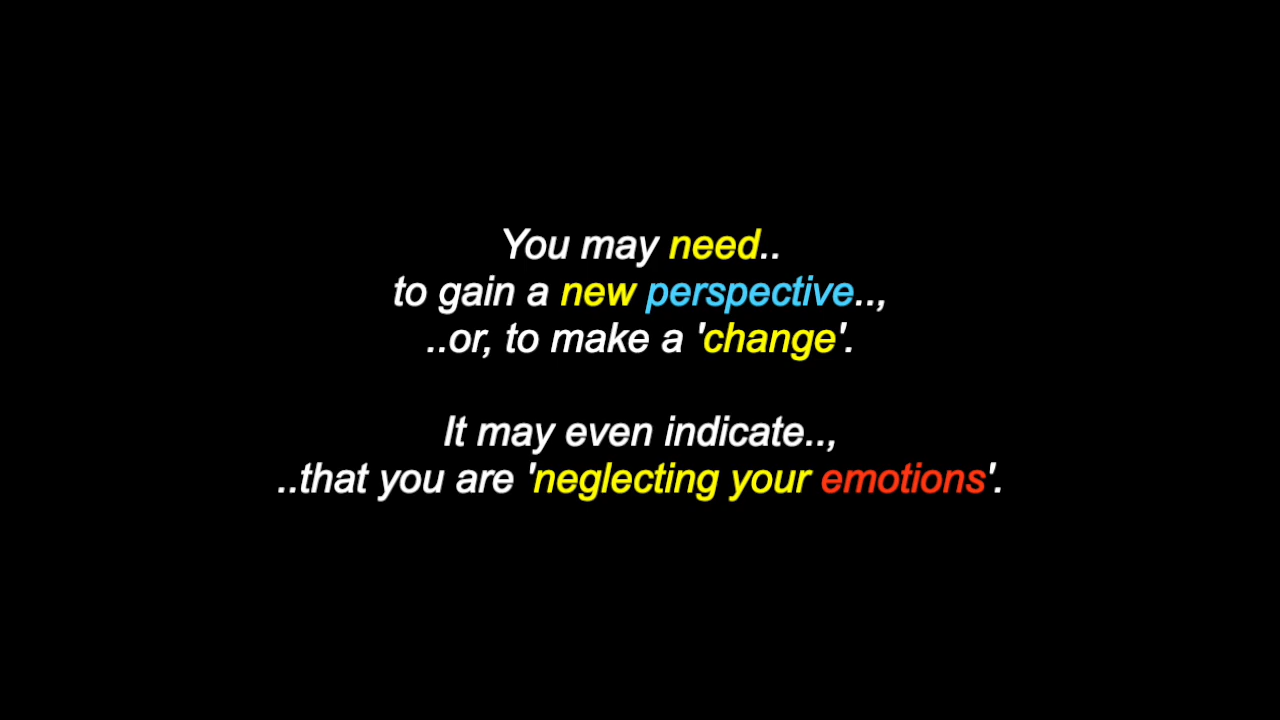 You may need..
to gain a new perspective..,
..or, to make a 'change'.
It may even indicate..,
..that you are 'neglecting your emotions'.